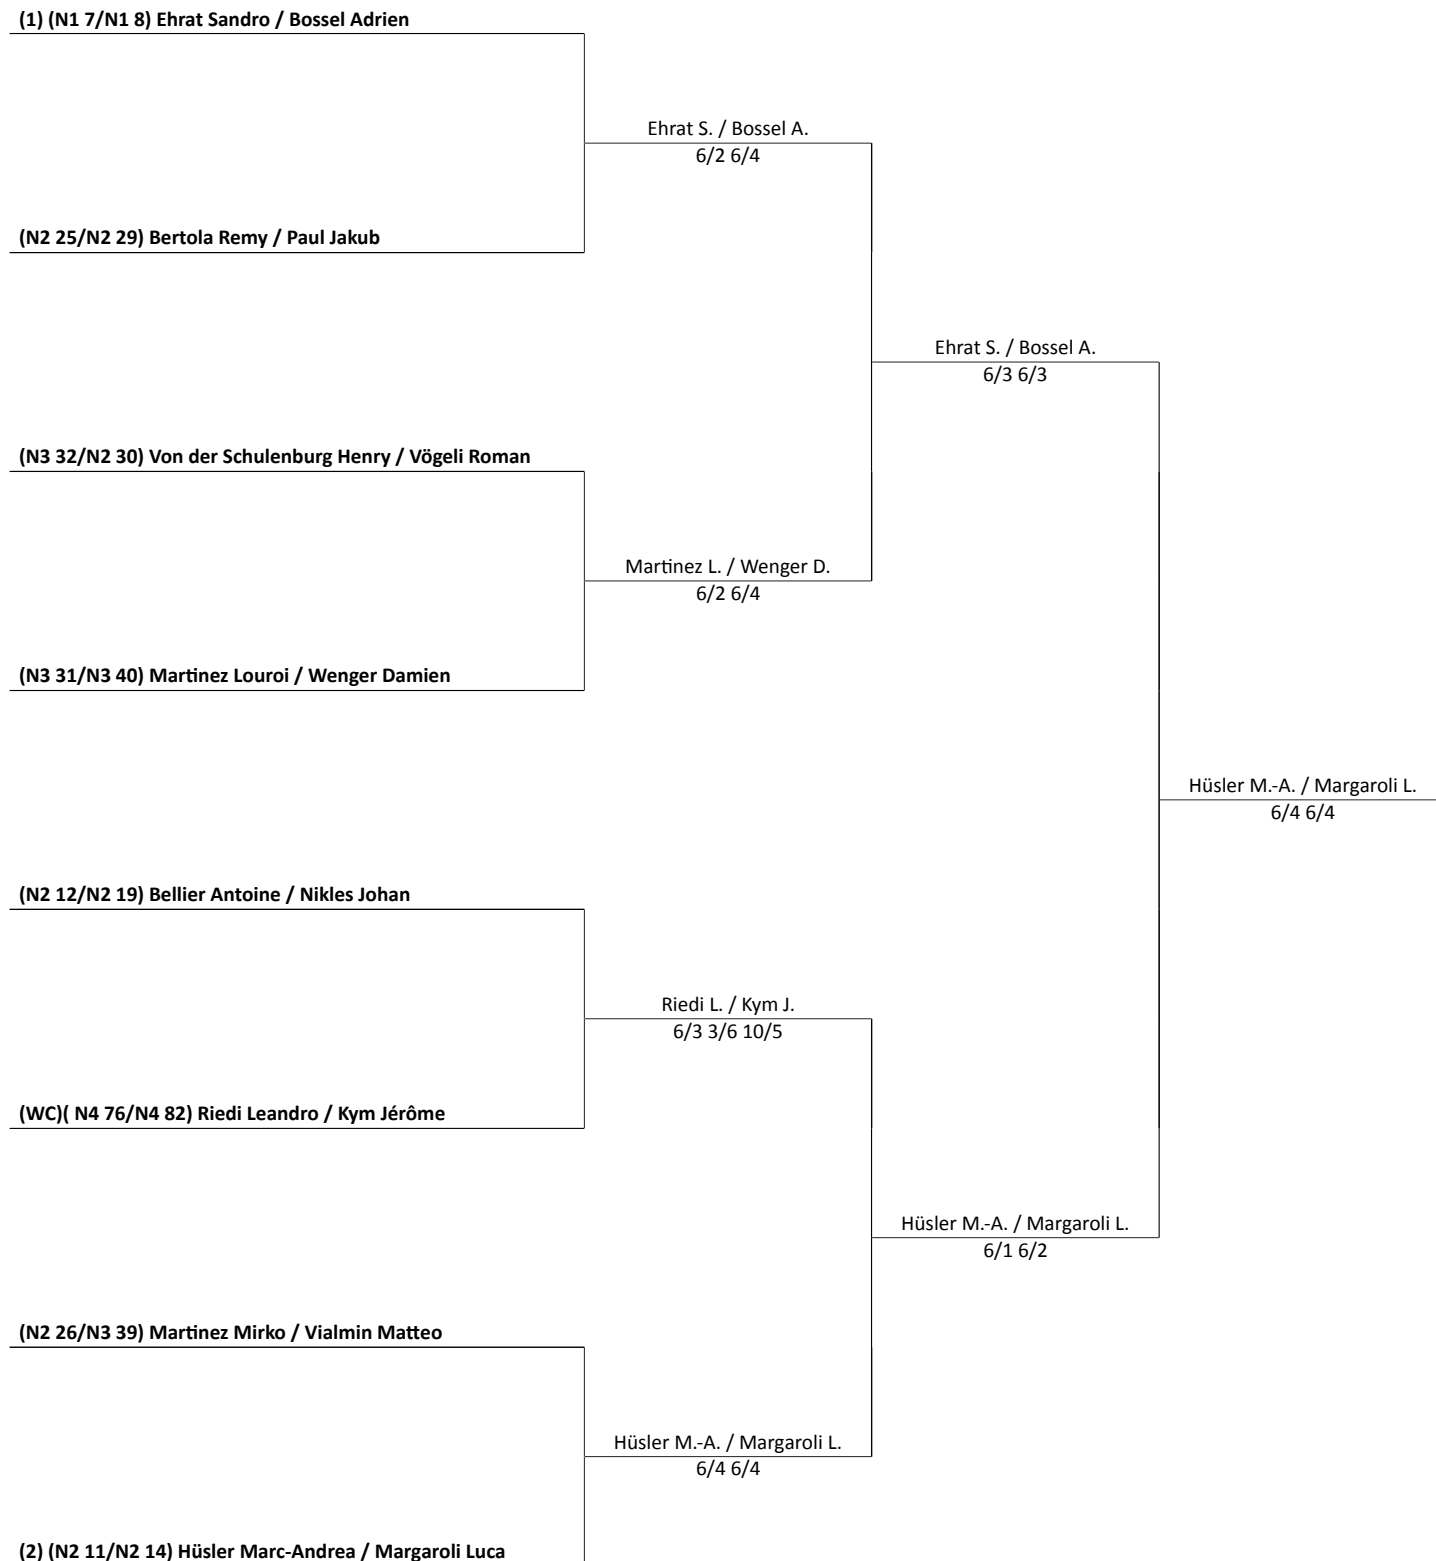 (1) (N1 7/N1 8) Ehrat Sandro / Bossel Adrien
Ehrat S. / Bossel A.
6/2 6/4
(N2 25/N2 29) Bertola Remy / Paul Jakub
Ehrat S. / Bossel A.
6/3 6/3
(N3 32/N2 30) Von der Schulenburg Henry / Vögeli Roman
Martinez L. / Wenger D.
6/2 6/4
(N3 31/N3 40) Martinez Louroi / Wenger Damien
Hüsler M.-A. / Margaroli L.
6/4 6/4
(N2 12/N2 19) Bellier Antoine / Nikles Johan
Riedi L. / Kym J.
6/3 3/6 10/5
(WC)( N4 76/N4 82) Riedi Leandro / Kym Jérôme
Hüsler M.-A. / Margaroli L.
6/1 6/2
(N2 26/N3 39) Martinez Mirko / Vialmin Matteo
Hüsler M.-A. / Margaroli L.
6/4 6/4
(2) (N2 11/N2 14) Hüsler Marc-Andrea / Margaroli Luca